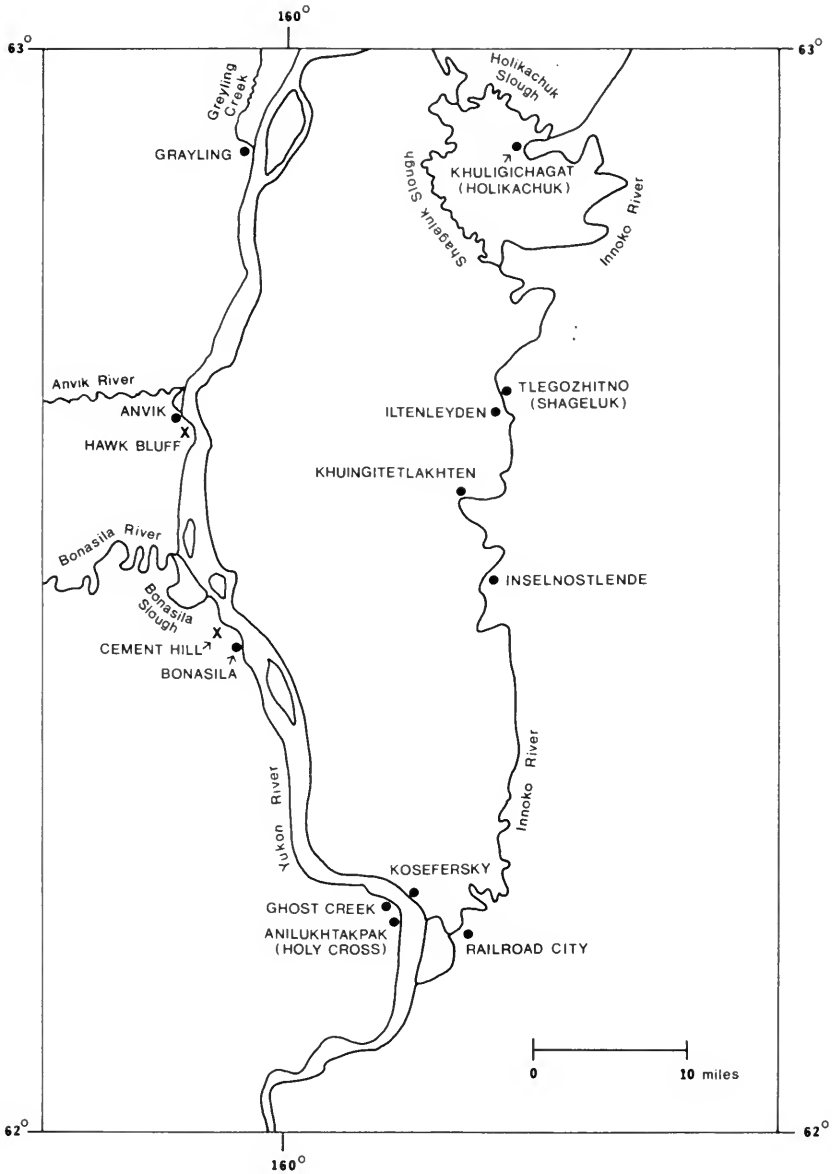 160°
63°
63°
Greyling
Creek
Holikachuk
Slough
GRAYLING
KHULIGICHAGAT
(HOLIKACHUK)
Shageluk Slough
Innoko River
Anvik River
ANVIK
HAWK BLUFF
TLEGOZHITNO
(SHAGELUK)
ILTENLEYDEN
KHUINGITETLAKHTEN
Bonasila River
INSELNOSTLENDE
Bonasila
Slough
CEMENT HILL
BONASILA
Yukon River
Innoko River
KOSEFERSKY
GHOST CREEK
ANILUKHTAKPAK
(HOLY CROSS)
RAILROAD CITY
0 10 miles
62°
62°
160°